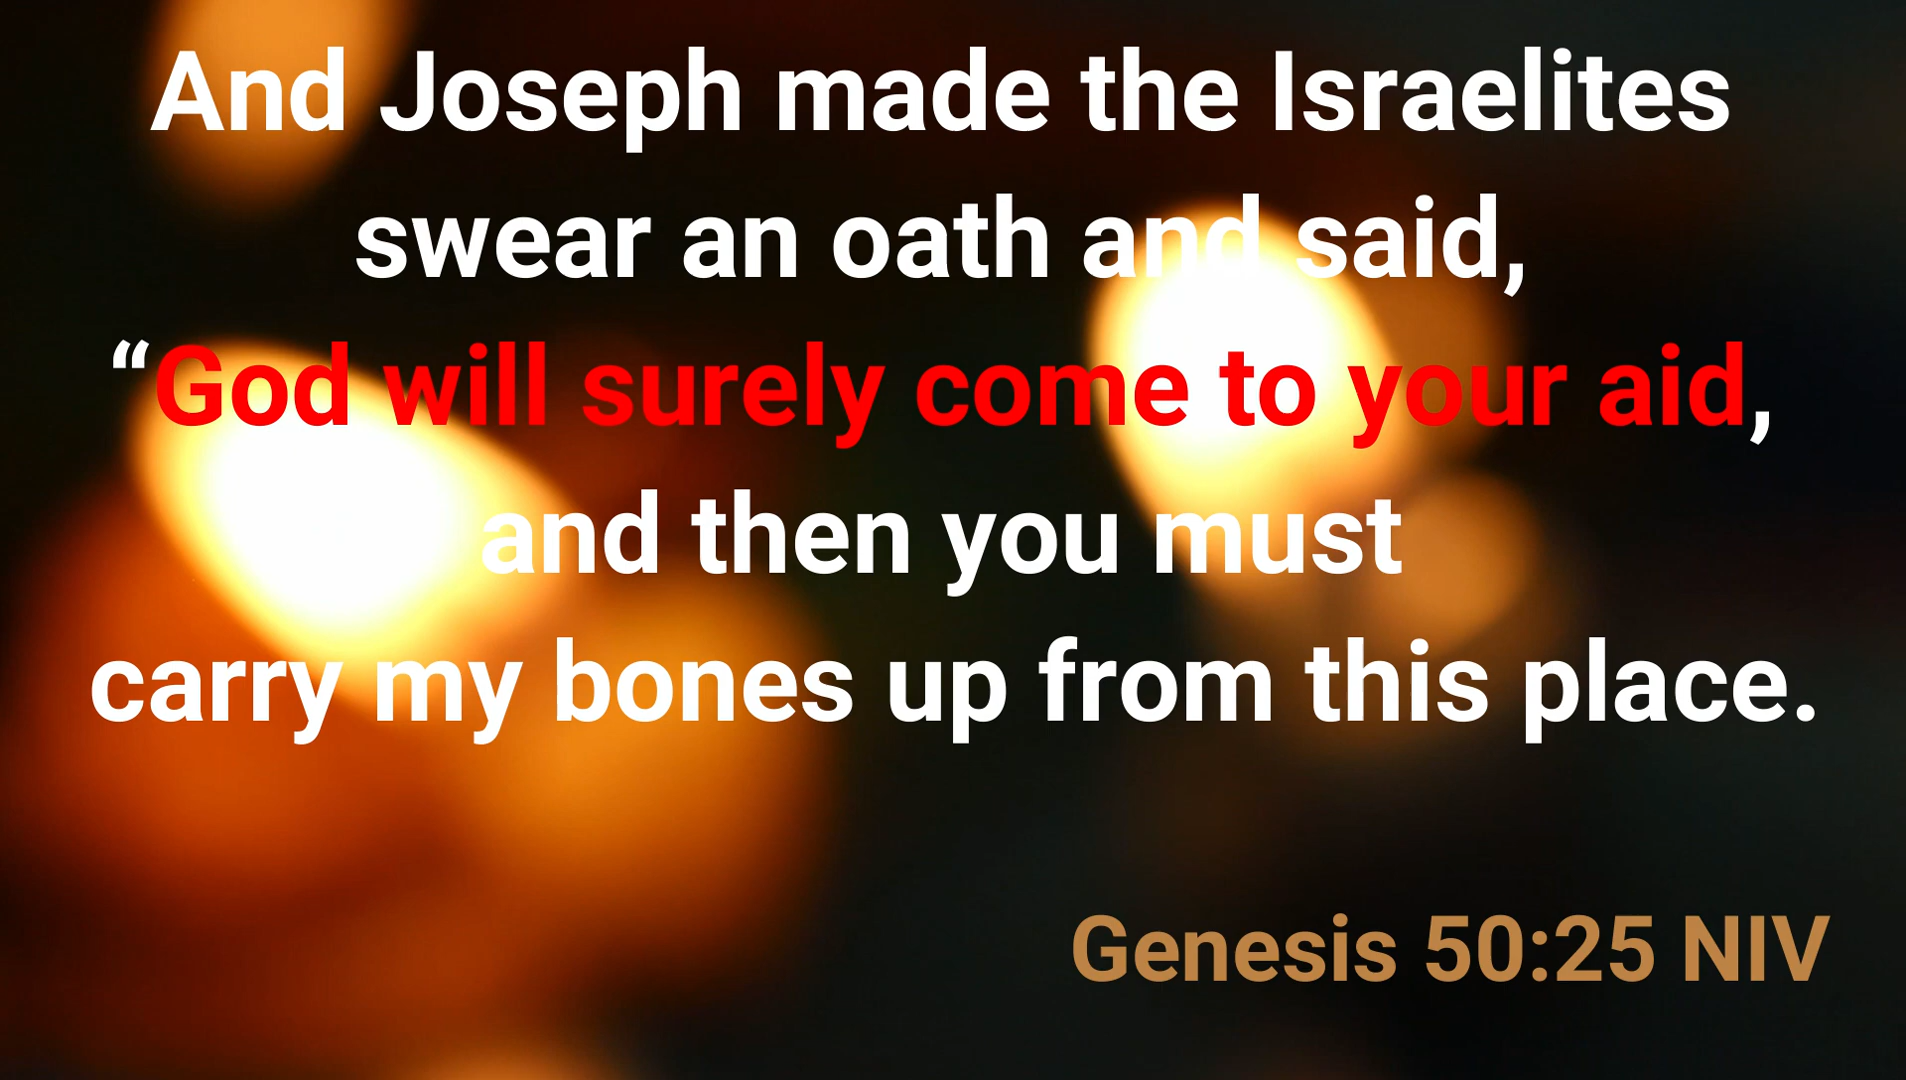 And Joseph made the Israelites
swear an oath and said,
“God will surely come to your aid,
and then you must
carry my bones up from this place.
Genesis 50:25 NIV